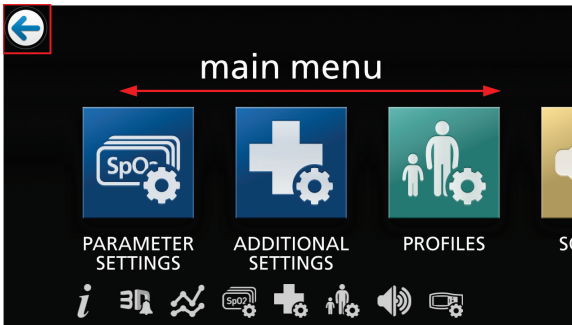 main menu
SpO₂
PARAMETER
SETTINGS
ADDITIONAL
SETTINGS
PROFILES
i
SpO2